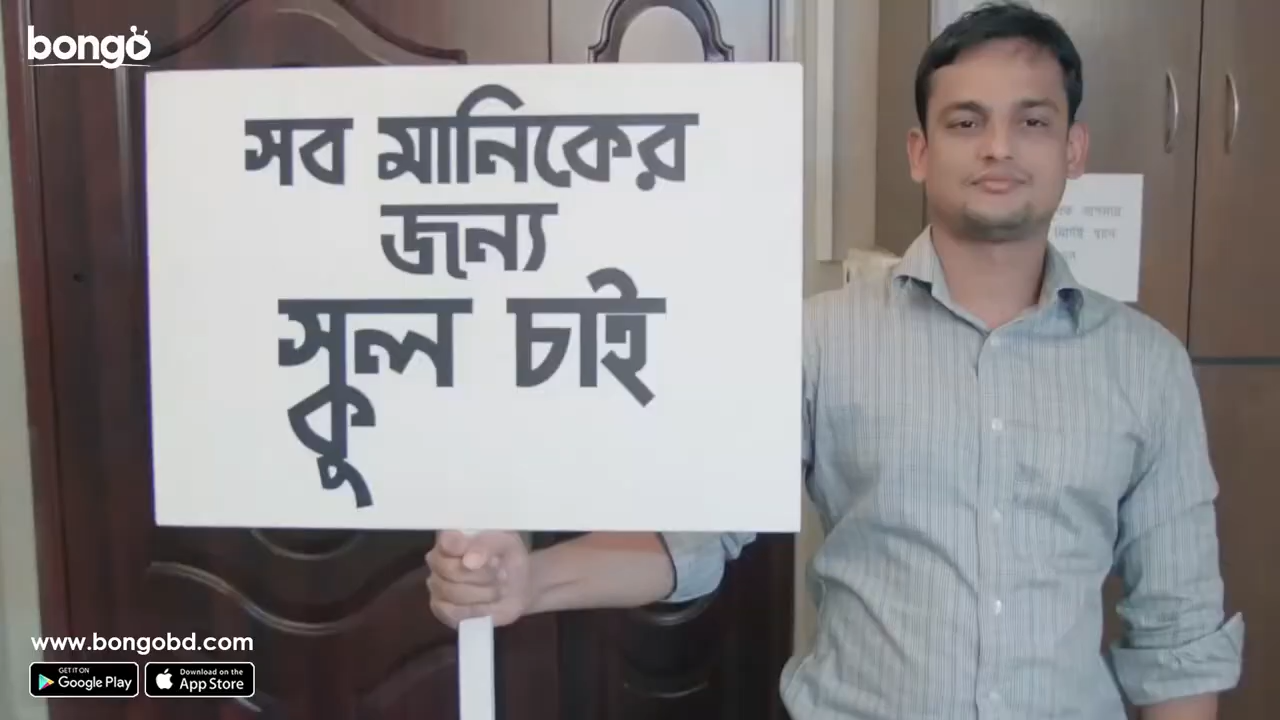 bongo
সব মানিকের
জন্য
স্কুল চাই
www.bongobd.com
GET IT ON
Google Play
Download on the
App Store